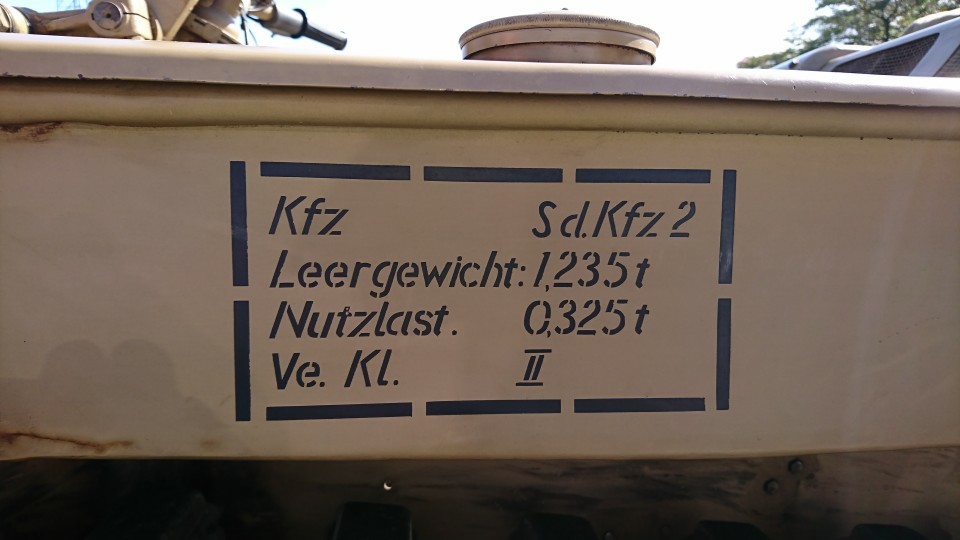 Kfz Sd.Kfz 2
Leergewicht: 1,235 t
Nutzlast. 0,325 t
Ve. Kl. II